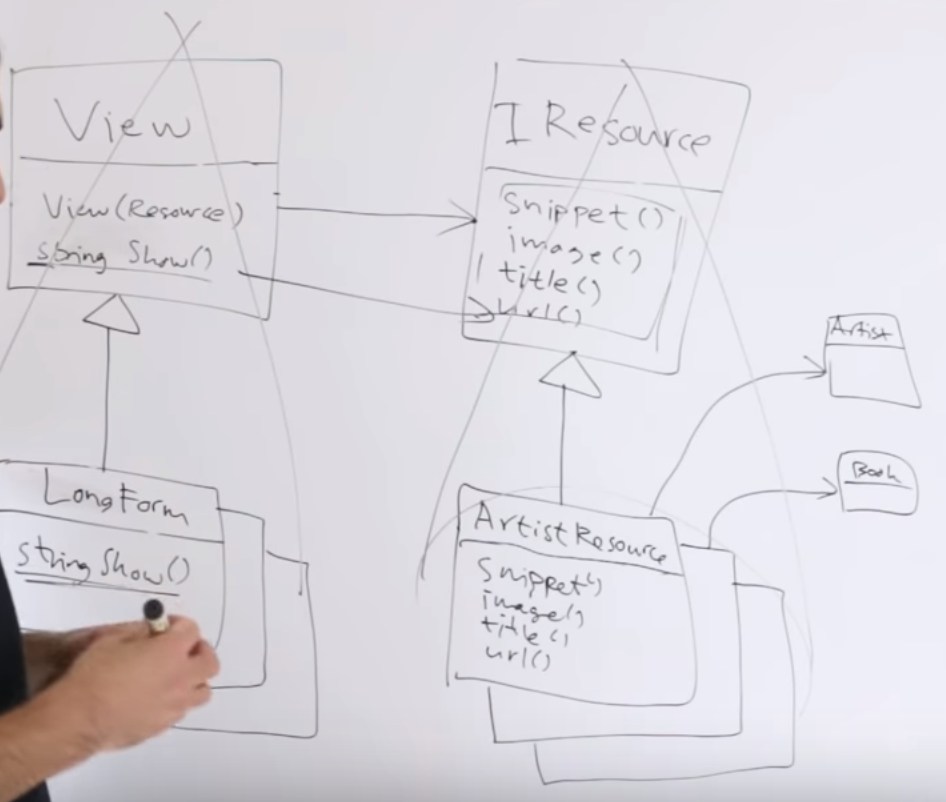 View
View(Resource)
string Show()
IResource
Snippet()
image()
title()
url()
Artist
Book
LongForm
string Show()
ArtistResource
Snippet()
image()
title()
url()